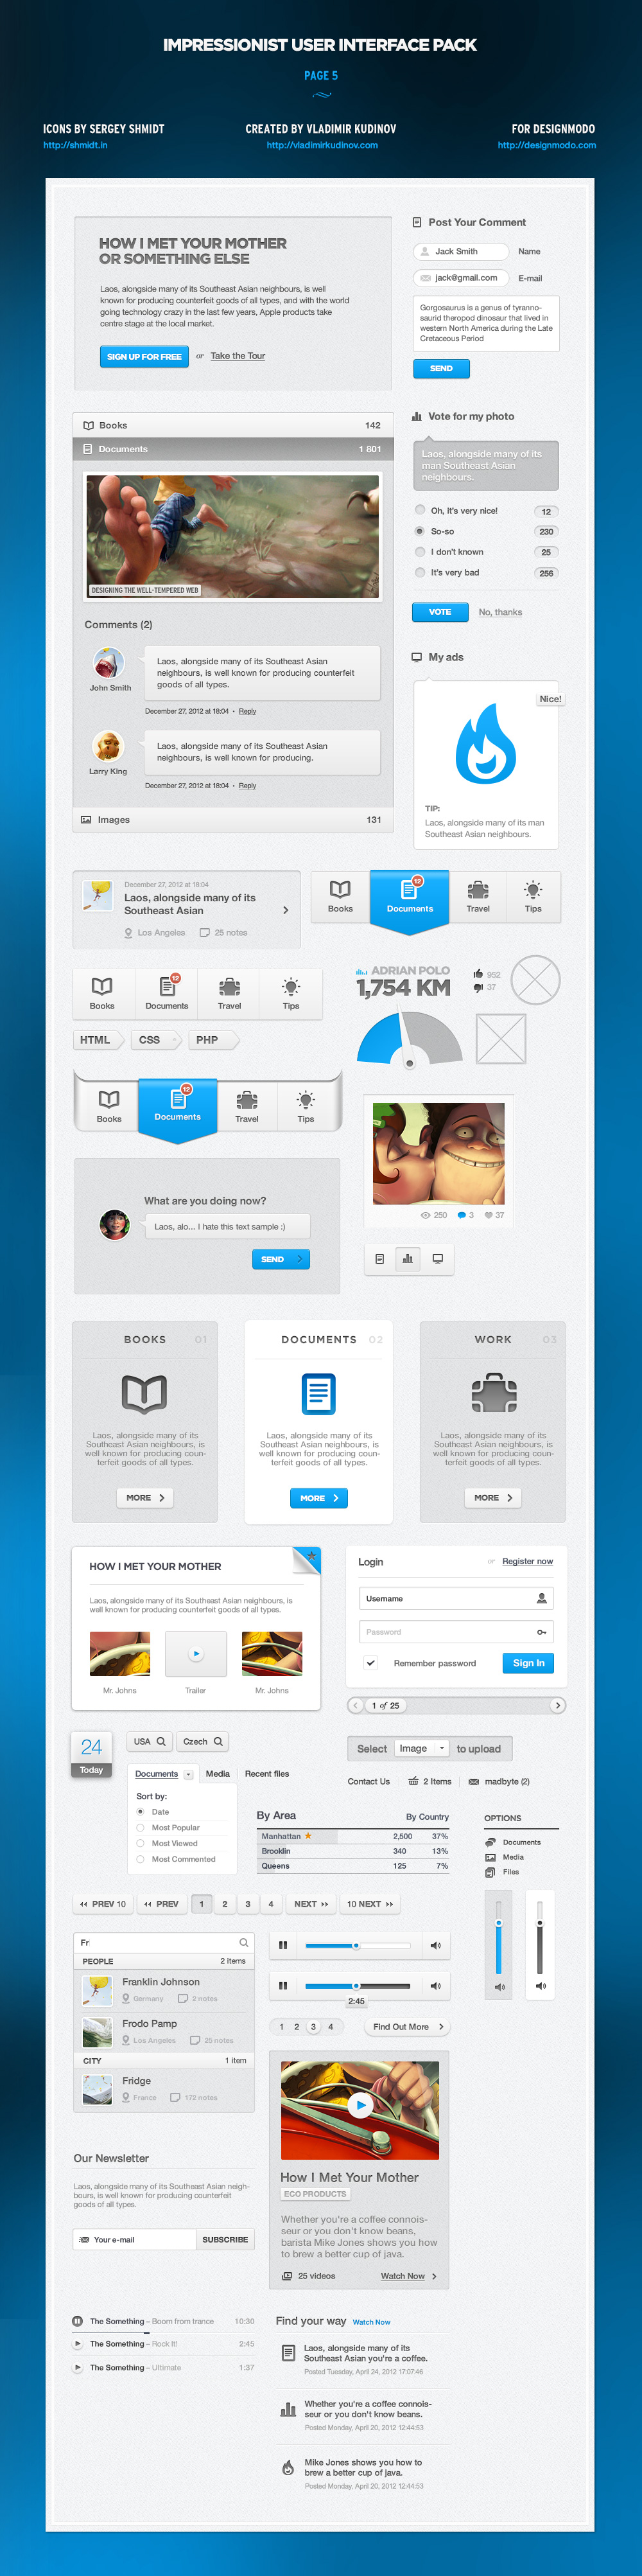 IMPRESSIONIST USER INTERFACE PACK
PAGE 5
ICONS BY SERGEY SHMIDT
http://shmidt.in
CREATED BY VLADIMIR KUDINOV
http://vladimirkudinov.com
FOR DESIGNMODO
http://designmodo.com
HOW I MET YOUR MOTHER
OR SOMETHING ELSE
Laos, alongside many of its Southeast Asian neighbours, is well
known for producing counterfeit goods of all types, and with the world
going technology crazy in the last few years, Apple products take
centre stage at the local market.
SIGN UP FOR FREE or Take the Tour
Post Your Comment
Jack Smith Name
jack@gmail.com E-mail
Gorgosaurus is a genus of tyranno-
saurid theropod dinosaur that lived in
western North America during the Late
Cretaceous Period
SEND
Books 142
Documents 1 801
DESIGNING THE WELL-TEMPERED WEB
Comments (2)
Laos, alongside many of its Southeast Asian
neighbours, is well known for producing counterfeit
goods of all types.
John Smith
December 27, 2012 at 18:04 • Reply
Laos, alongside many of its Southeast Asian
neighbours, is well known for producing.
Larry King
December 27, 2012 at 18:04 • Reply
Images 131
Vote for my photo
Laos, alongside many of its
man Southeast Asian
neighbours.
Oh, it's very nice! 12
So-so 230
I don't known 25
It's very bad 256
VOTE No, thanks
My ads
Nice!
TIP:
Laos, alongside many of its man
Southeast Asian neighbours.
December 27, 2012 at 18:04
Laos, alongside many of its
Southeast Asian
Los Angeles 25 notes
12
Books Documents Travel Tips
12
Books Documents Travel Tips
HTML CSS PHP
ADRIAN POLO
1,754 KM
952
37
12
Books Documents Travel Tips
250 3 37
What are you doing now?
Laos, alo... I hate this text sample :)
SEND
BOOKS 01
Laos, alongside many of its
Southeast Asian neighbours, is
well known for producing coun-
terfeit goods of all types.
MORE
DOCUMENTS 02
Laos, alongside many of its
Southeast Asian neighbours, is
well known for producing coun-
terfeit goods of all types.
MORE
WORK 03
Laos, alongside many of its
Southeast Asian neighbours, is
well known for producing coun-
terfeit goods of all types.
MORE
HOW I MET YOUR MOTHER
Laos, alongside many of its Southeast Asian neighbours, is
well known for producing counterfeit goods of all types.
Mr. Johns Trailer Mr. Johns
Login or Register now
Username
Password
Remember password Sign In
1 of 25
24
Today
USA Czech
Documents Media Recent files
Sort by:
Date
Most Popular
Most Viewed
Most Commented
Select Image to upload
Contact Us 2 Items madbyte (2)
By Area By Country
Manhattan 2,500 37%
Brooklin 340 13%
Queens 125 7%
OPTIONS
Documents
Media
Files
PREV 10 PREV 1 2 3 4 NEXT 10 NEXT
Fr
PEOPLE 2 items
Franklin Johnson
Germany 2 notes
Frodo Pamp
Los Angeles 25 notes
CITY 1 item
Fridge
France 172 notes
2:45
1 2 3 4 Find Out More
How I Met Your Mother
ECO PRODUCTS
Whether you're a coffee connois-
seur or you don't know beans,
barista Mike Jones shows you how
to brew a better cup of java.
25 videos Watch Now
Our Newsletter
Laos, alongside many of its Southeast Asian neigh-
bours, is well known for producing counterfeit
goods of all types.
Your e-mail SUBSCRIBE
The Something – Boom from trance 10:30
The Something – Rock It! 2:45
The Something – Ultimate 1:37
Find your way Watch Now
Laos, alongside many of its
Southeast Asian you're a coffee.
Posted Tuesday, April 24, 2012 17:07:46
Whether you're a coffee connois-
seur or you don't know beans.
Posted Monday, April 20, 2012 12:44:53
Mike Jones shows you how to
brew a better cup of java.
Posted Monday, April 20, 2012 12:44:53